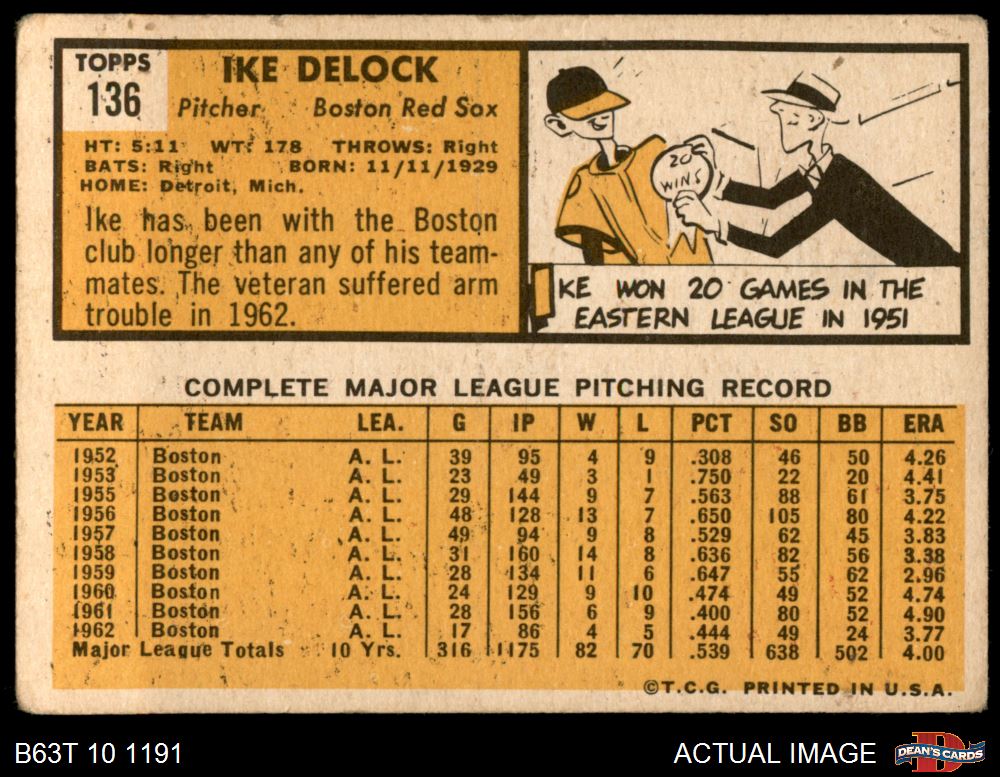 TOPPS
136
IKE DELOCK
Pitcher Boston Red Sox
HT: 5:11 WT: 178 THROWS: Right
BATS: Right BORN: 11/11/1929
HOME: Detroit, Mich.
Ike has been with the Boston
club longer than any of his team-
mates. The veteran suffered arm
trouble in 1962.
20
WINS
IKE WON 20 GAMES IN THE
EASTERN LEAGUE IN 1951
COMPLETE MAJOR LEAGUE PITCHING RECORD
YEAR TEAM LEA. G IP W L PCT SO BB ERA
1952 Boston A. L. 39 95 4 9 .308 46 50 4.26
1953 Boston A. L. 23 49 3 1 .750 22 20 4.41
1955 Boston A. L. 29 144 9 7 .563 88 61 3.75
1956 Boston A. L. 48 128 13 7 .650 105 80 4.22
1957 Boston A. L. 49 94 9 8 .529 62 45 3.83
1958 Boston A. L. 31 160 14 8 .636 82 56 3.38
1959 Boston A. L. 28 134 11 6 .647 55 62 2.96
1960 Boston A. L. 24 129 9 10 .474 49 52 4.74
1961 Boston A. L. 28 156 6 9 .400 80 52 4.90
1962 Boston A. L. 17 86 4 5 .444 49 24 3.77
Major League Totals 10 Yrs. 316 1175 82 70 .539 638 502 4.00
©T.C.G. PRINTED IN U.S.A.
B63T 10 1191
ACTUAL IMAGE
DEAN'S CARDS